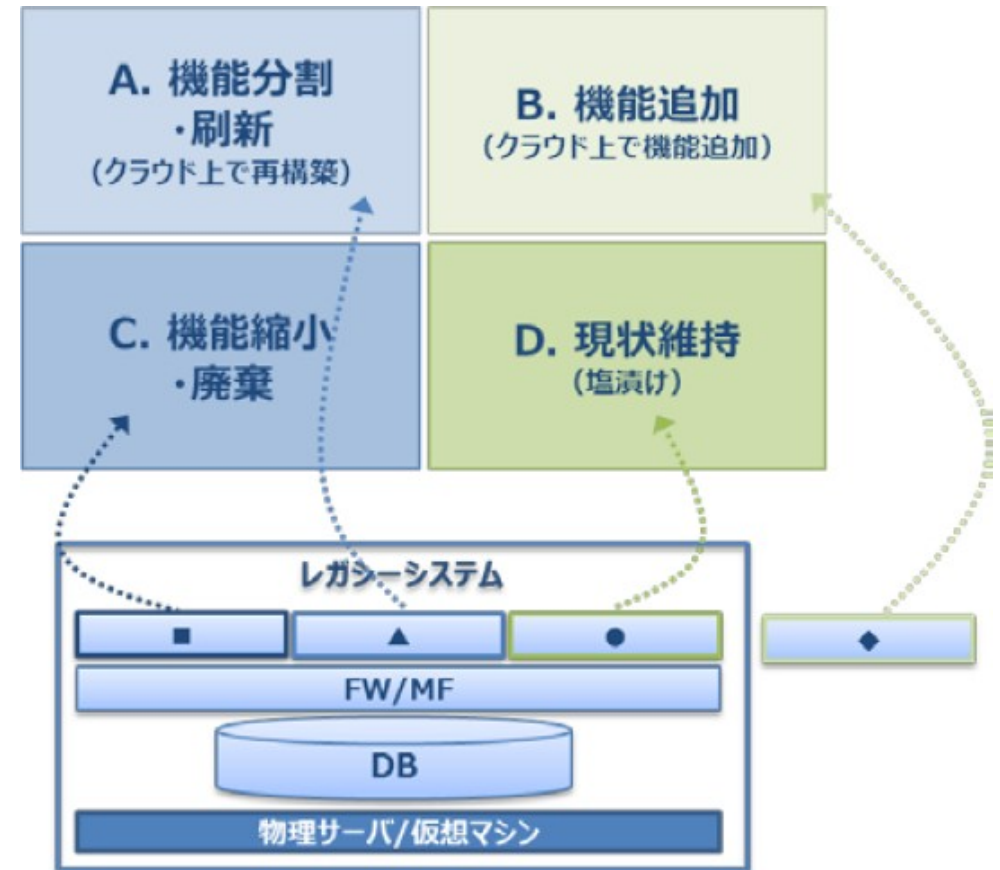 A. 機能分割
・刷新
(クラウド上で再構築)
B. 機能追加
(クラウド上で機能追加)
C. 機能縮小
・廃棄
D. 現状維持
(塩漬け)
レガシーシステム
■
▲
●
◆
FW/MF
DB
物理サーバ/仮想マシン